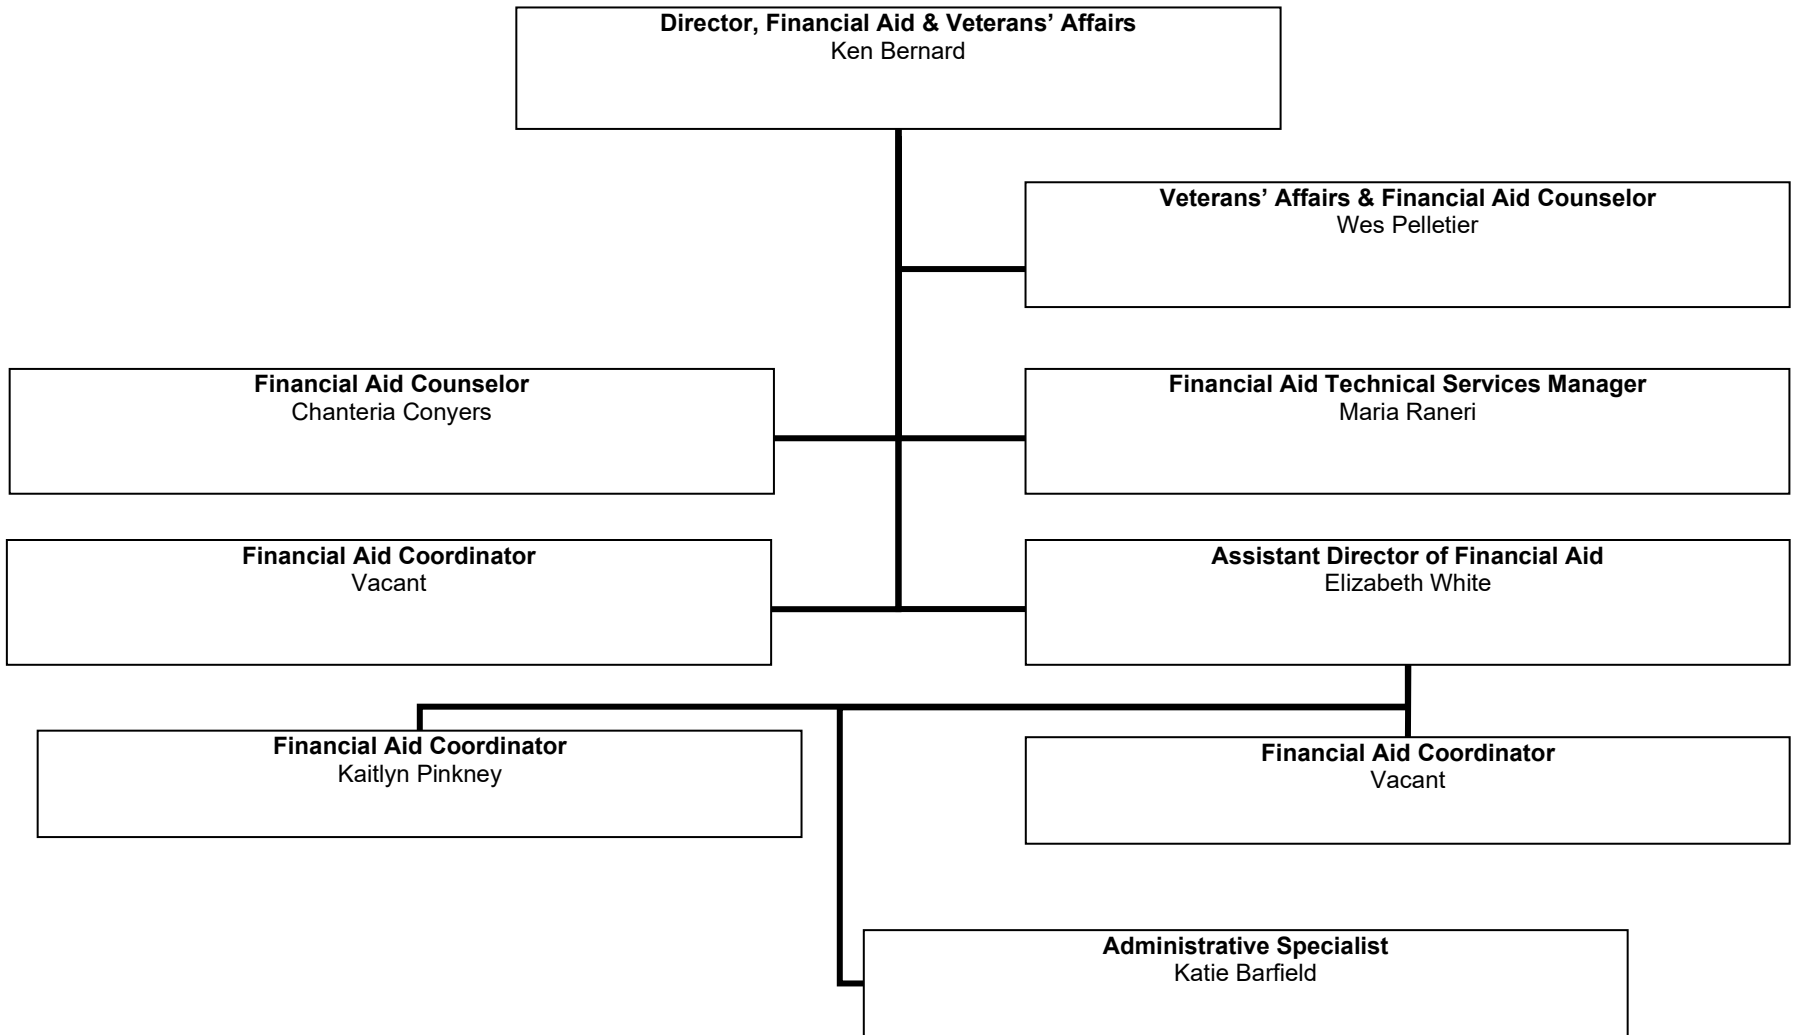 Director, Financial Aid & Veterans’ Affairs
Ken Bernard
Veterans’ Affairs & Financial Aid Counselor
Wes Pelletier
Financial Aid Counselor
Chanteria Conyers
Financial Aid Technical Services Manager
Maria Raneri
Financial Aid Coordinator
Vacant
Assistant Director of Financial Aid
Elizabeth White
Financial Aid Coordinator
Kaitlyn Pinkney
Financial Aid Coordinator
Vacant
Administrative Specialist
Katie Barfield